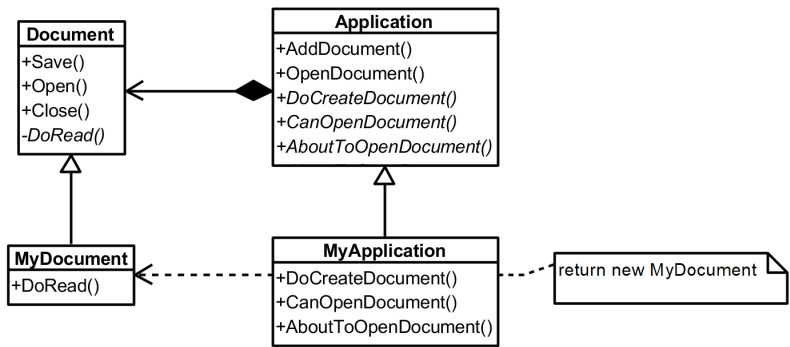 Document
+Save()
+Open()
+Close()
-DoRead()
Application
+AddDocument()
+OpenDocument()
+DoCreateDocument()
+CanOpenDocument()
+AboutToOpenDocument()
MyDocument
+DoRead()
MyApplication
+DoCreateDocument()
+CanOpenDocument()
+AboutToOpenDocument()
return new MyDocument